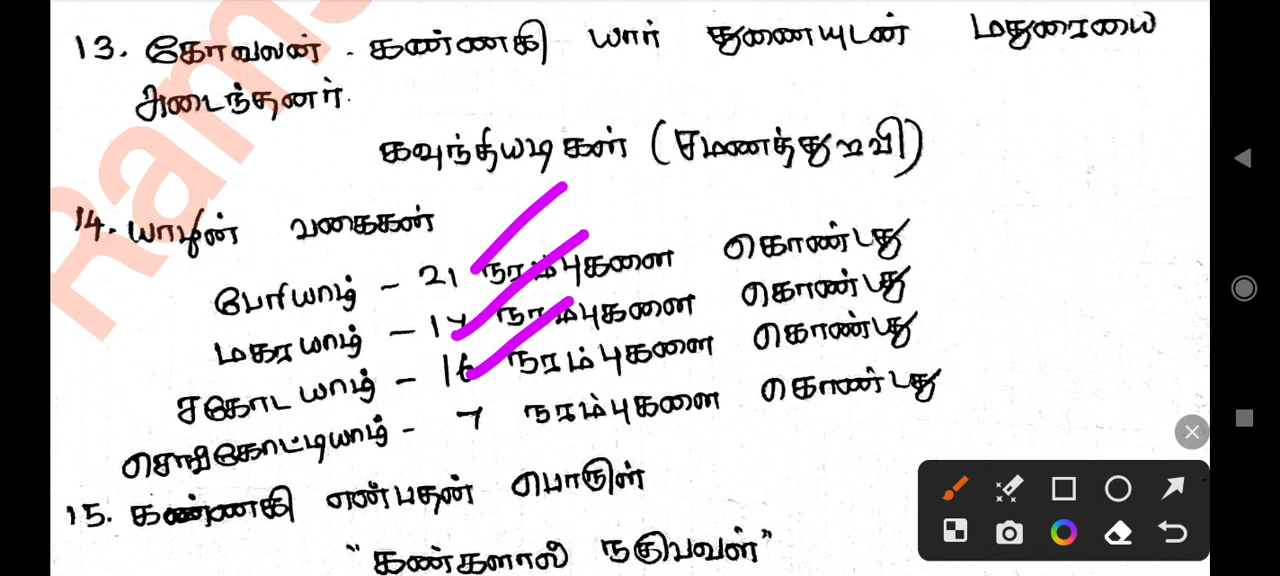 Rams
13. கோவலன் - கண்ணகி யார் துணையுடன் மதுரையை
அடைந்தனர்.
கவுந்தியடிகள் (சமணத்துறவி)
14. யாழின் வகைகள்
பேரியாழ் - 21 நரம்புகளை கொண்டது
மகரயாழ் - 17 நரம்புகளை கொண்டது
சகோடயாழ் - 16 நரம்புகளை கொண்டது
செங்கோட்டியாழ் - 7 நரம்புகளை கொண்டது
15. கண்ணகி என்பதன் பொருள்
"கண்களால் நகுபவள்"